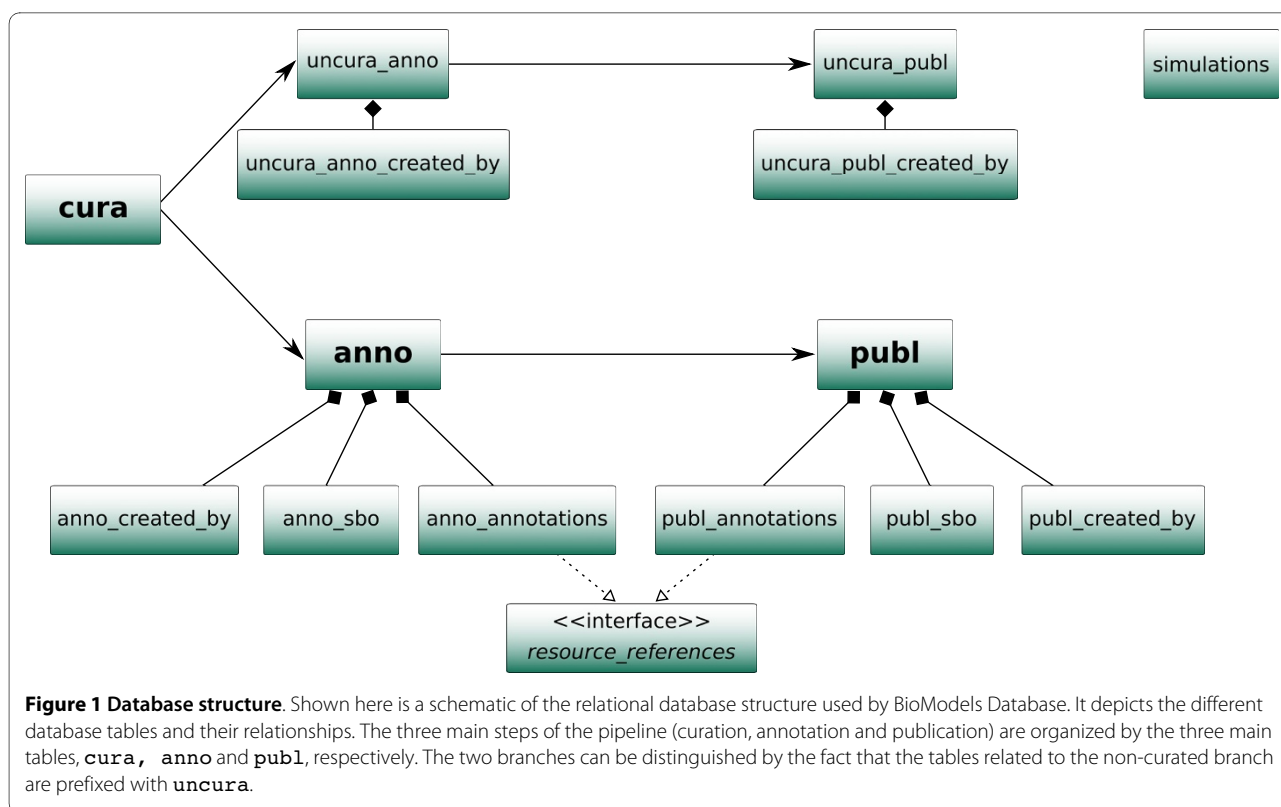 uncura_anno
uncura_publ
simulations
uncura_anno_created_by
uncura_publ_created_by
cura
anno
publ
anno_created_by
anno_sbo
anno_annotations
publ_annotations
publ_sbo
publ_created_by
<<interface>>
resource_references
Figure 1 Database structure. Shown here is a schematic of the relational database structure used by BioModels Database. It depicts the different
database tables and their relationships. The three main steps of the pipeline (curation, annotation and publication) are organized by the three main
tables, cura, anno and publ, respectively. The two branches can be distinguished by the fact that the tables related to the non-curated branch
are prefixed with uncura.